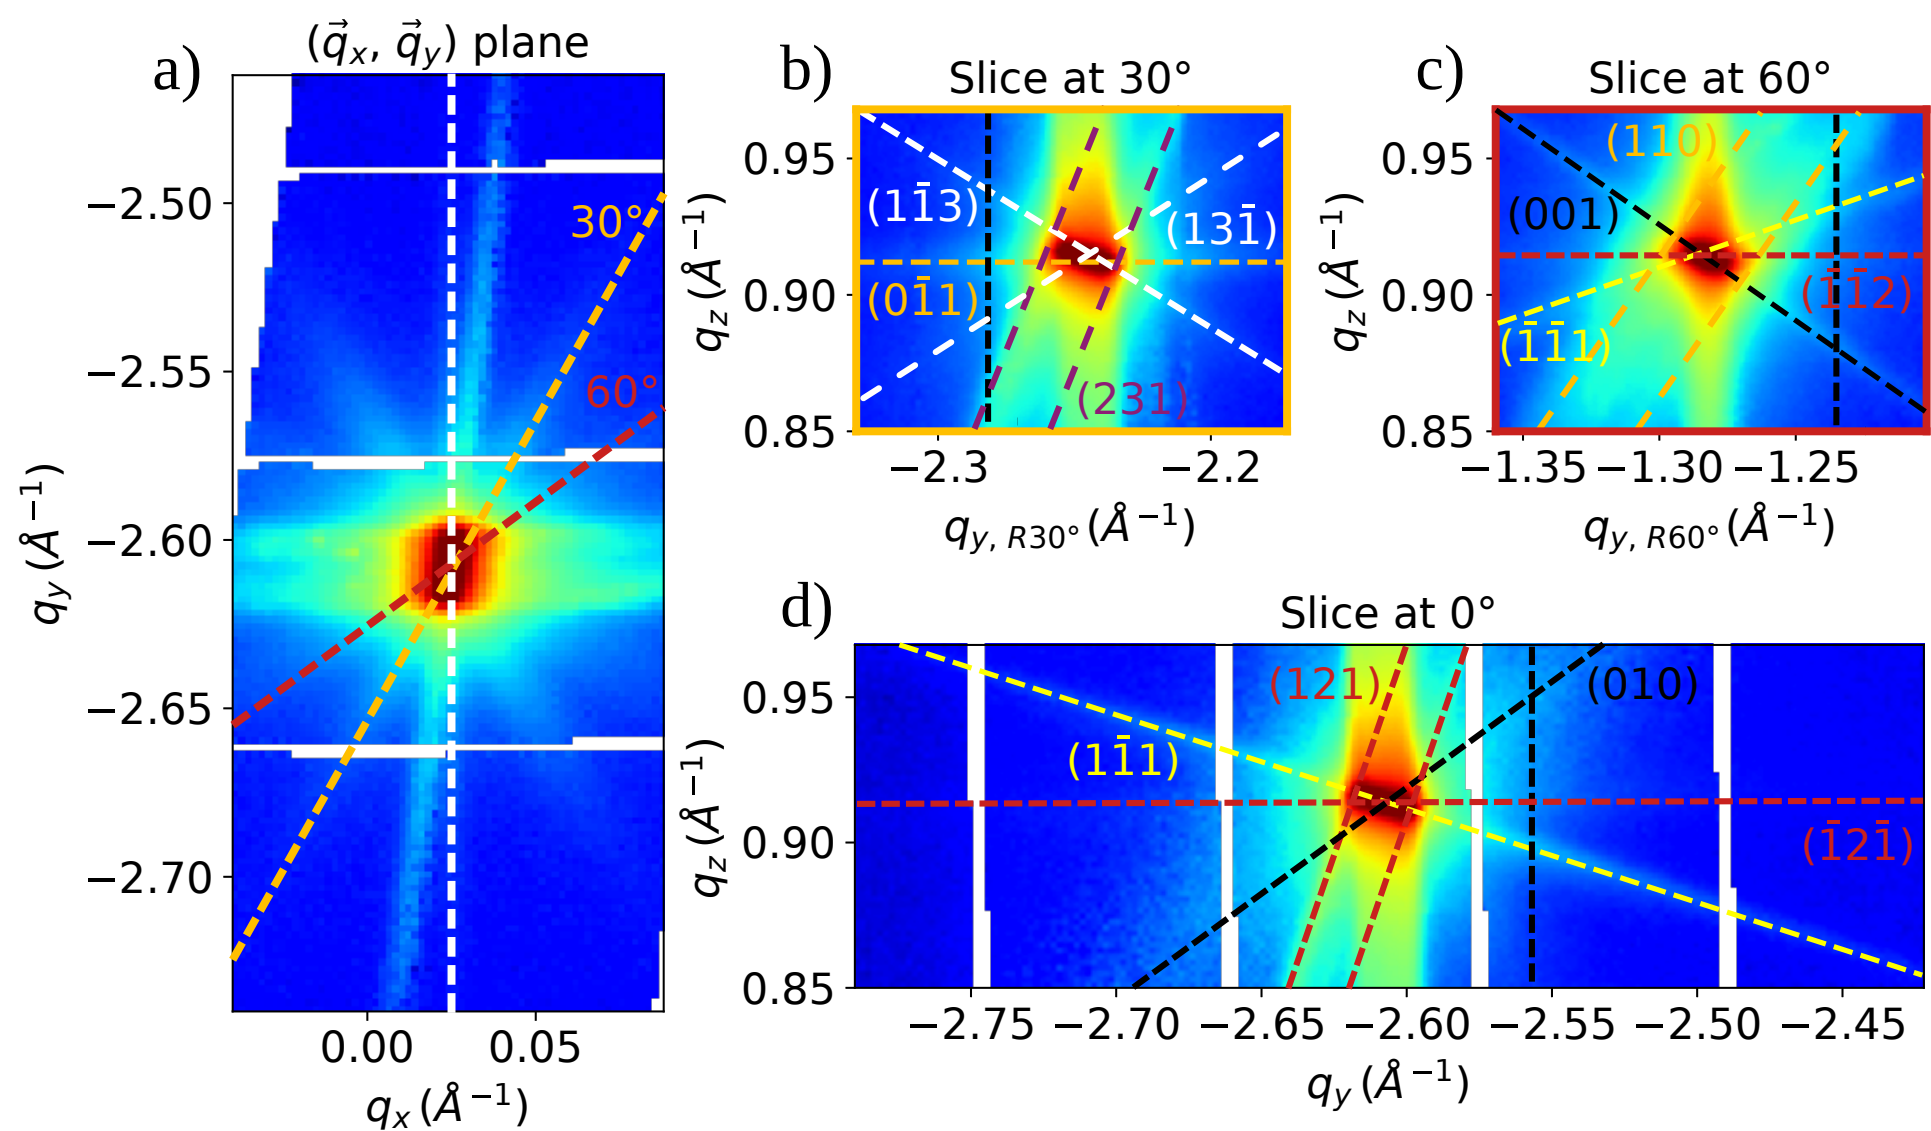 a)
(q⃗x, q⃗y) plane
30°
60°
−2.50
−2.55
−2.60
−2.65
−2.70
qy (Å−1)
0.00 0.05
qx (Å−1)
b)
Slice at 30°
0.95
0.90
0.85
qz (Å−1)
(11̄3)
(131̄)
(01̄1)
(231)
−2.3 −2.2
qy, R30° (Å−1)
c)
Slice at 60°
0.95
0.90
0.85
qz (Å−1)
(110)
(001)
(1̄1̄2)
(1̄1̄1)
−1.35 −1.30 −1.25
qy, R60° (Å−1)
d)
Slice at 0°
0.95
0.90
0.85
qz (Å−1)
(121)
(010)
(11̄1)
(1̄21̄)
−2.75 −2.70 −2.65 −2.60 −2.55 −2.50 −2.45
qy (Å−1)